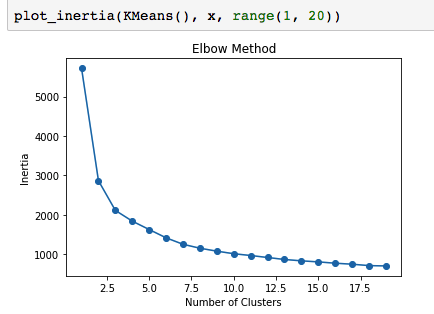 plot_inertia(KMeans(), x, range(1, 20))
Elbow Method
5000
4000
3000
2000
1000
Inertia
2.5 5.0 7.5 10.0 12.5 15.0 17.5
Number of Clusters